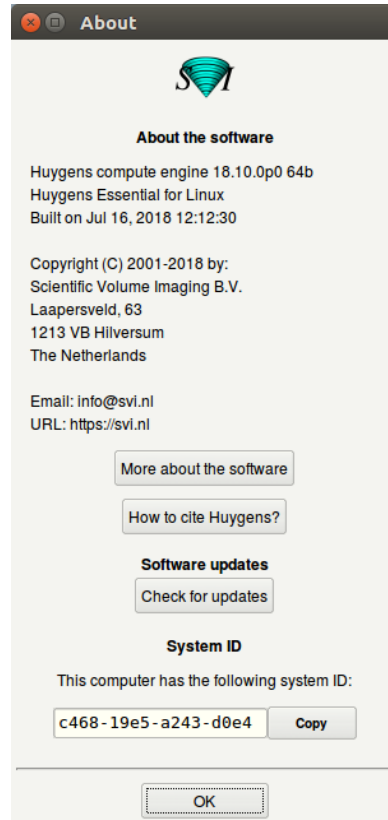 About
SVI
About the software
Huygens compute engine 18.10.0p0 64b
Huygens Essential for Linux
Built on Jul 16, 2018 12:12:30
Copyright (C) 2001-2018 by:
Scientific Volume Imaging B.V.
Laapersveld, 63
1213 VB Hilversum
The Netherlands
Email: info@svi.nl
URL: https://svi.nl
More about the software
How to cite Huygens?
Software updates
Check for updates
System ID
This computer has the following system ID:
c468-19e5-a243-d0e4 Copy
OK